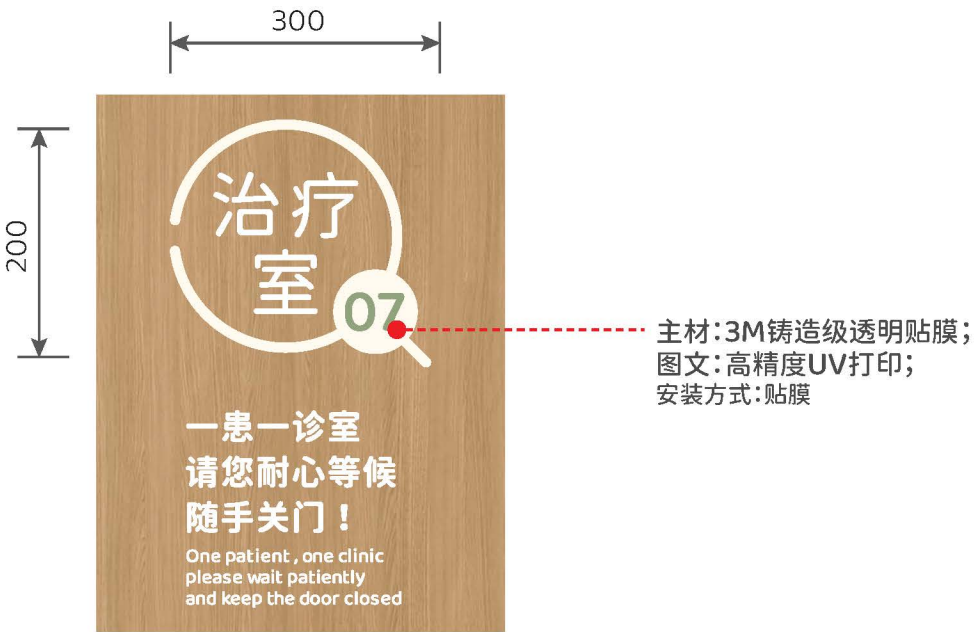 300
200
治疗
室
07
一患一诊室
请您耐心等候
随手关门！
One patient , one clinic
please wait patiently
and keep the door closed
主材：3M铸造级透明贴膜；
图文：高精度UV打印；
安装方式：贴膜